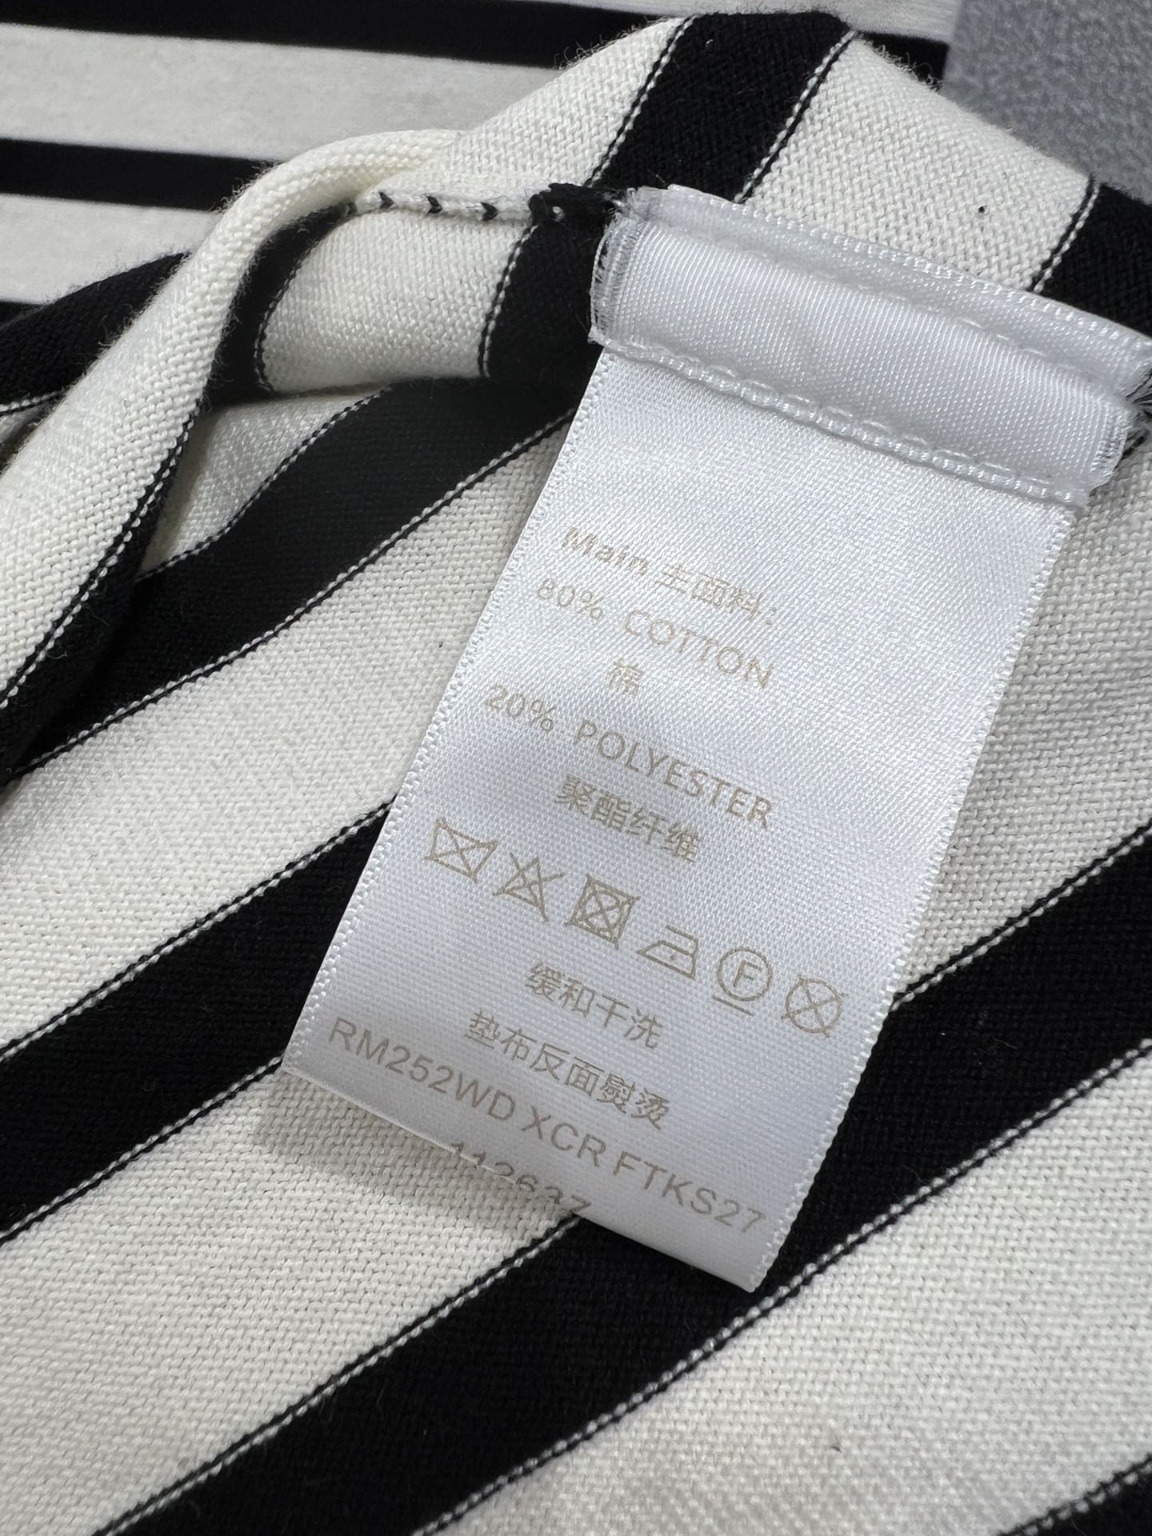 Main 主面料
80% COTTON
棉
20% POLYESTER
聚酯纤维
F
缓和干洗
垫布反面熨烫
RM252WD XCR FTKS27
112637